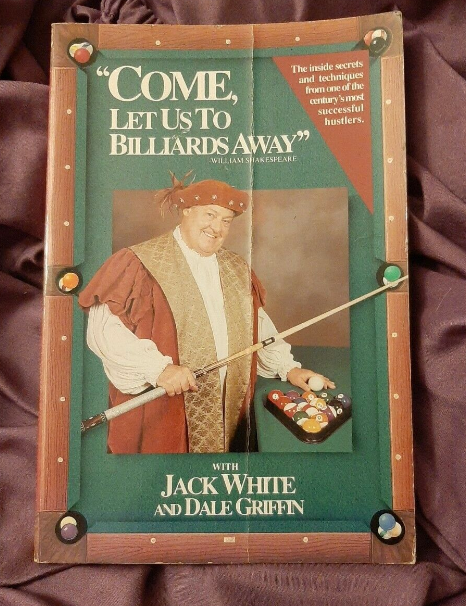 “COME,
LET US TO
BILLIARDS AWAY”
WILLIAM SHAKESPEARE
The inside secrets
and techniques
from one of the
century's most
successful
hustlers.
WITH
JACK WHITE
AND DALE GRIFFIN